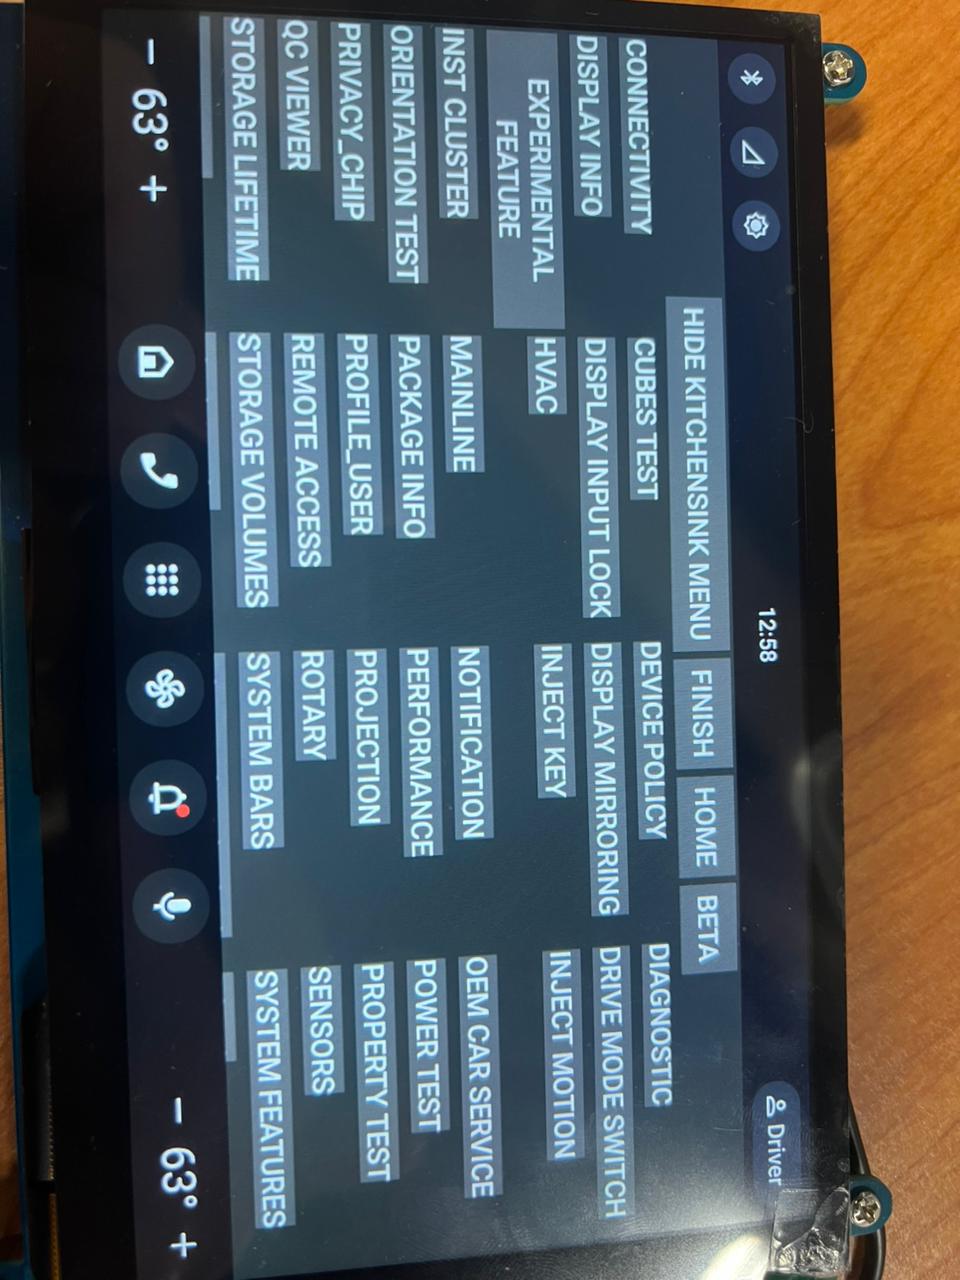 12:58
Driver
HIDE KITCHENSINK MENU FINISH HOME BETA
CONNECTIVITY CUBES TEST DEVICE POLICY DIAGNOSTIC
DISPLAY INFO DISPLAY INPUT LOCK DISPLAY MIRRORING DRIVE MODE SWITCH
EXPERIMENTAL
FEATURE
HVAC INJECT KEY INJECT MOTION
INST CLUSTER MAINLINE NOTIFICATION OEM CAR SERVICE
ORIENTATION TEST PACKAGE INFO PERFORMANCE POWER TEST
PRIVACY_CHIP PROFILE_USER PROJECTION PROPERTY TEST
QC VIEWER REMOTE ACCESS ROTARY SENSORS
STORAGE LIFETIME STORAGE VOLUMES SYSTEM BARS SYSTEM FEATURES
− 63° + − 63° +